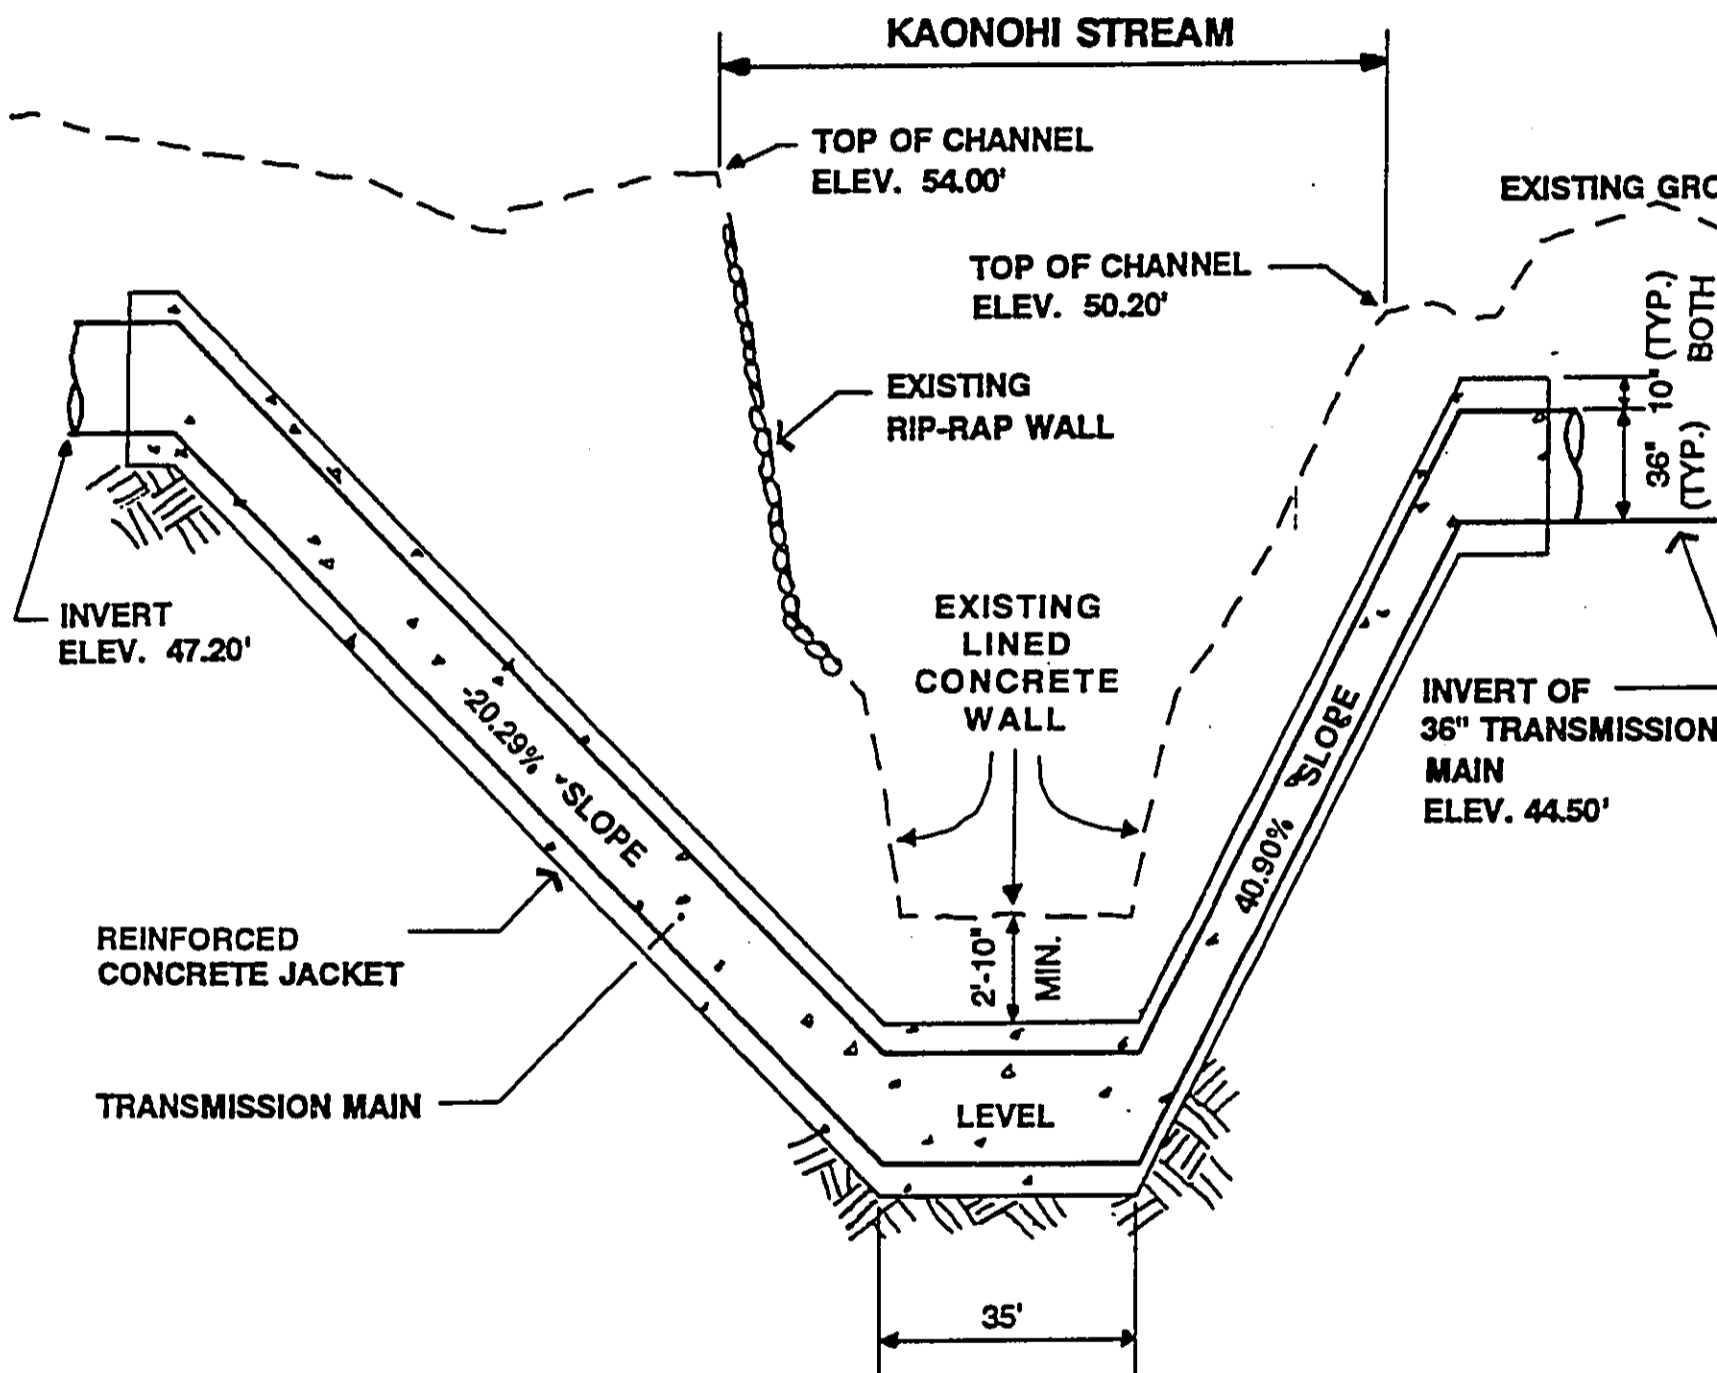 KAONOHI STREAM
TOP OF CHANNEL
ELEV. 54.00'
EXISTING GRO
TOP OF CHANNEL
ELEV. 50.20'
10" (TYP.)
BOTH
EXISTING
RIP-RAP WALL
36"
(TYP.)
INVERT
ELEV. 47.20'
EXISTING
LINED
CONCRETE
WALL
-20.29% SLOPE
40.90% SLOPE
INVERT OF
36" TRANSMISSION
MAIN
ELEV. 44.50'
REINFORCED
CONCRETE JACKET
2'-10"
MIN.
TRANSMISSION MAIN
LEVEL
35'